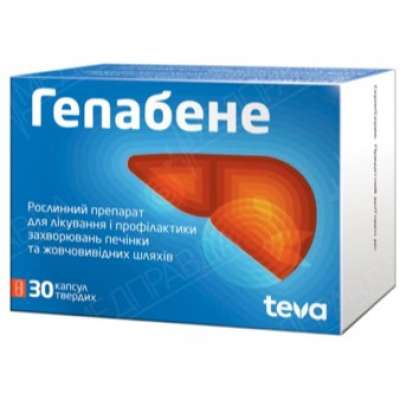 Гепабене
Рослинний препарат
для лікування і профілактики
захворювань печінки
та жовчовивідних шляхів
30 капсул
твердих
teva